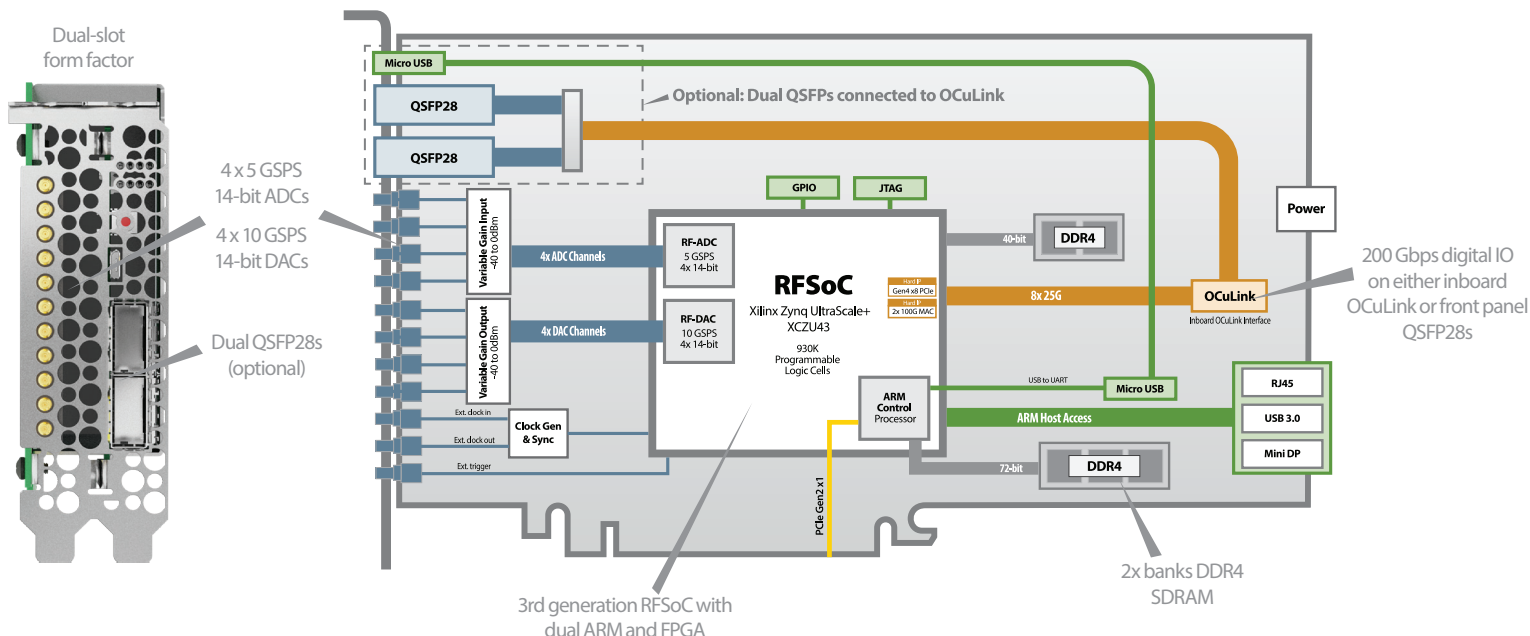 Dual-slot
form factor
4 x 5 GSPS
14-bit ADCs
4 x 10 GSPS
14-bit DACs
Dual QSFP28s
(optional)
Micro USB
QSFP28
QSFP28
Optional: Dual QSFPs connected to OCuLink
Variable Gain Input
-40 to 0dBm
4x ADC Channels
RF-ADC
5 GSPS
4x 14-bit
Variable Gain Output
-40 to 0dBm
4x DAC Channels
RF-DAC
10 GSPS
4x 14-bit
Ext. clock in
Ext. clock out
Clock Gen
& Sync
Ext. trigger
GPIO
JTAG
RFSoC
Xilinx Zynq UltraScale+
XCZU43
930K
Programmable
Logic Cells
Hard IP
Gen4 x8 PCIe
Hard IP
2x 100G MAC
ARM
Control
Processor
40-bit
DDR4
8x 25G
OCuLink
Inboard OCuLink Interface
Power
200 Gbps digital IO
on either inboard
OCuLink or front panel
QSFP28s
USB to UART
Micro USB
ARM Host Access
RJ45
USB 3.0
Mini DP
72-bit
DDR4
PCIe Gen2 x1
2x banks DDR4
SDRAM
3rd generation RFSoC with
dual ARM and FPGA